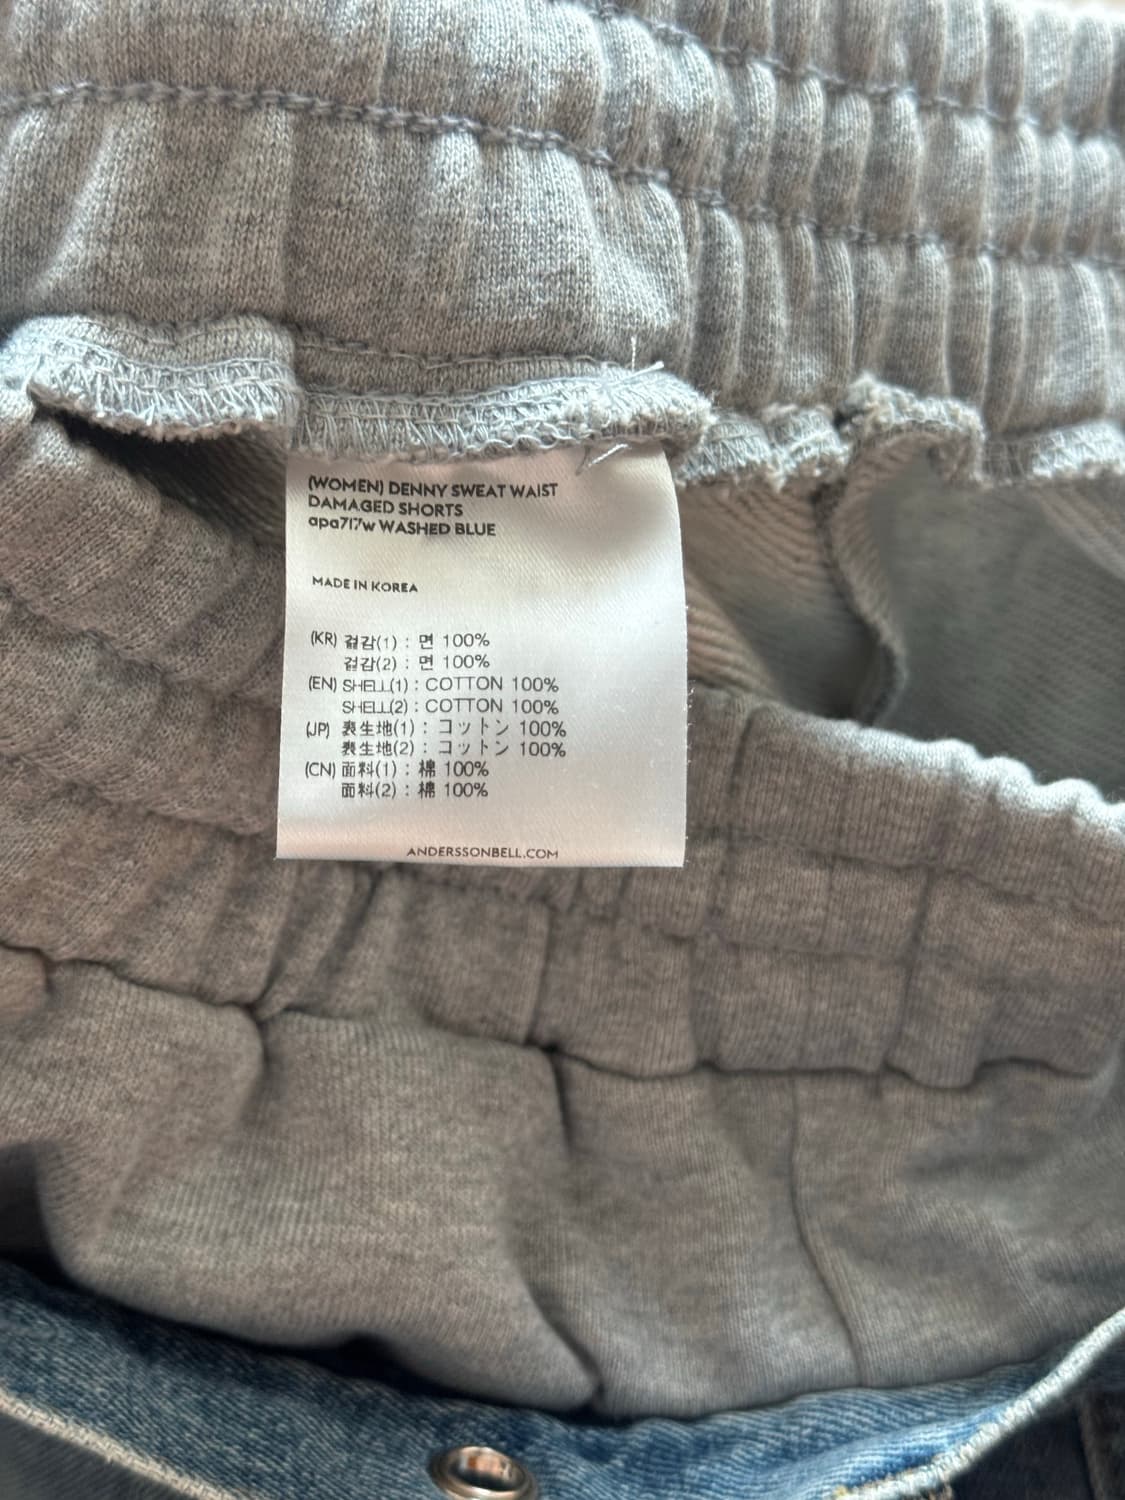 (WOMEN) DENNY SWEAT WAIST
DAMAGED SHORTS
apa717w WASHED BLUE
MADE IN KOREA
(KR) 겉감(1) : 면 100%
겉감(2) : 면 100%
(EN) SHELL(1) : COTTON 100%
SHELL(2) : COTTON 100%
(JP) 表生地(1) : コットン 100%
表生地(2) : コットン 100%
(CN) 面料(1) : 棉 100%
面料(2) : 棉 100%
ANDERSSONBELL.COM